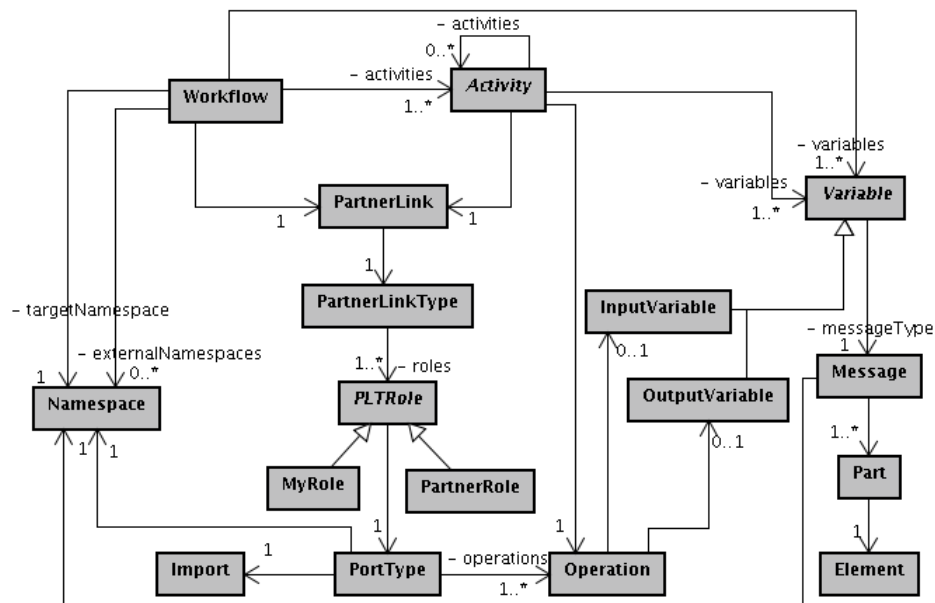 – activities
0..*
– activities
Activity
Workflow
1..*
– variables
1..*
– variables
Variable
PartnerLink
1
1
1..*
1
PartnerLinkType
InputVariable
– targetNamespace
– messageType
– externalNamespaces
0..1
1
1..*
– roles
Message
1
0..*
Namespace
PLTRole
OutputVariable
1
1
0..1
1..*
MyRole
PartnerRole
Part
1
1
1
1
– operations
Import
PortType
Operation
Element
1..*